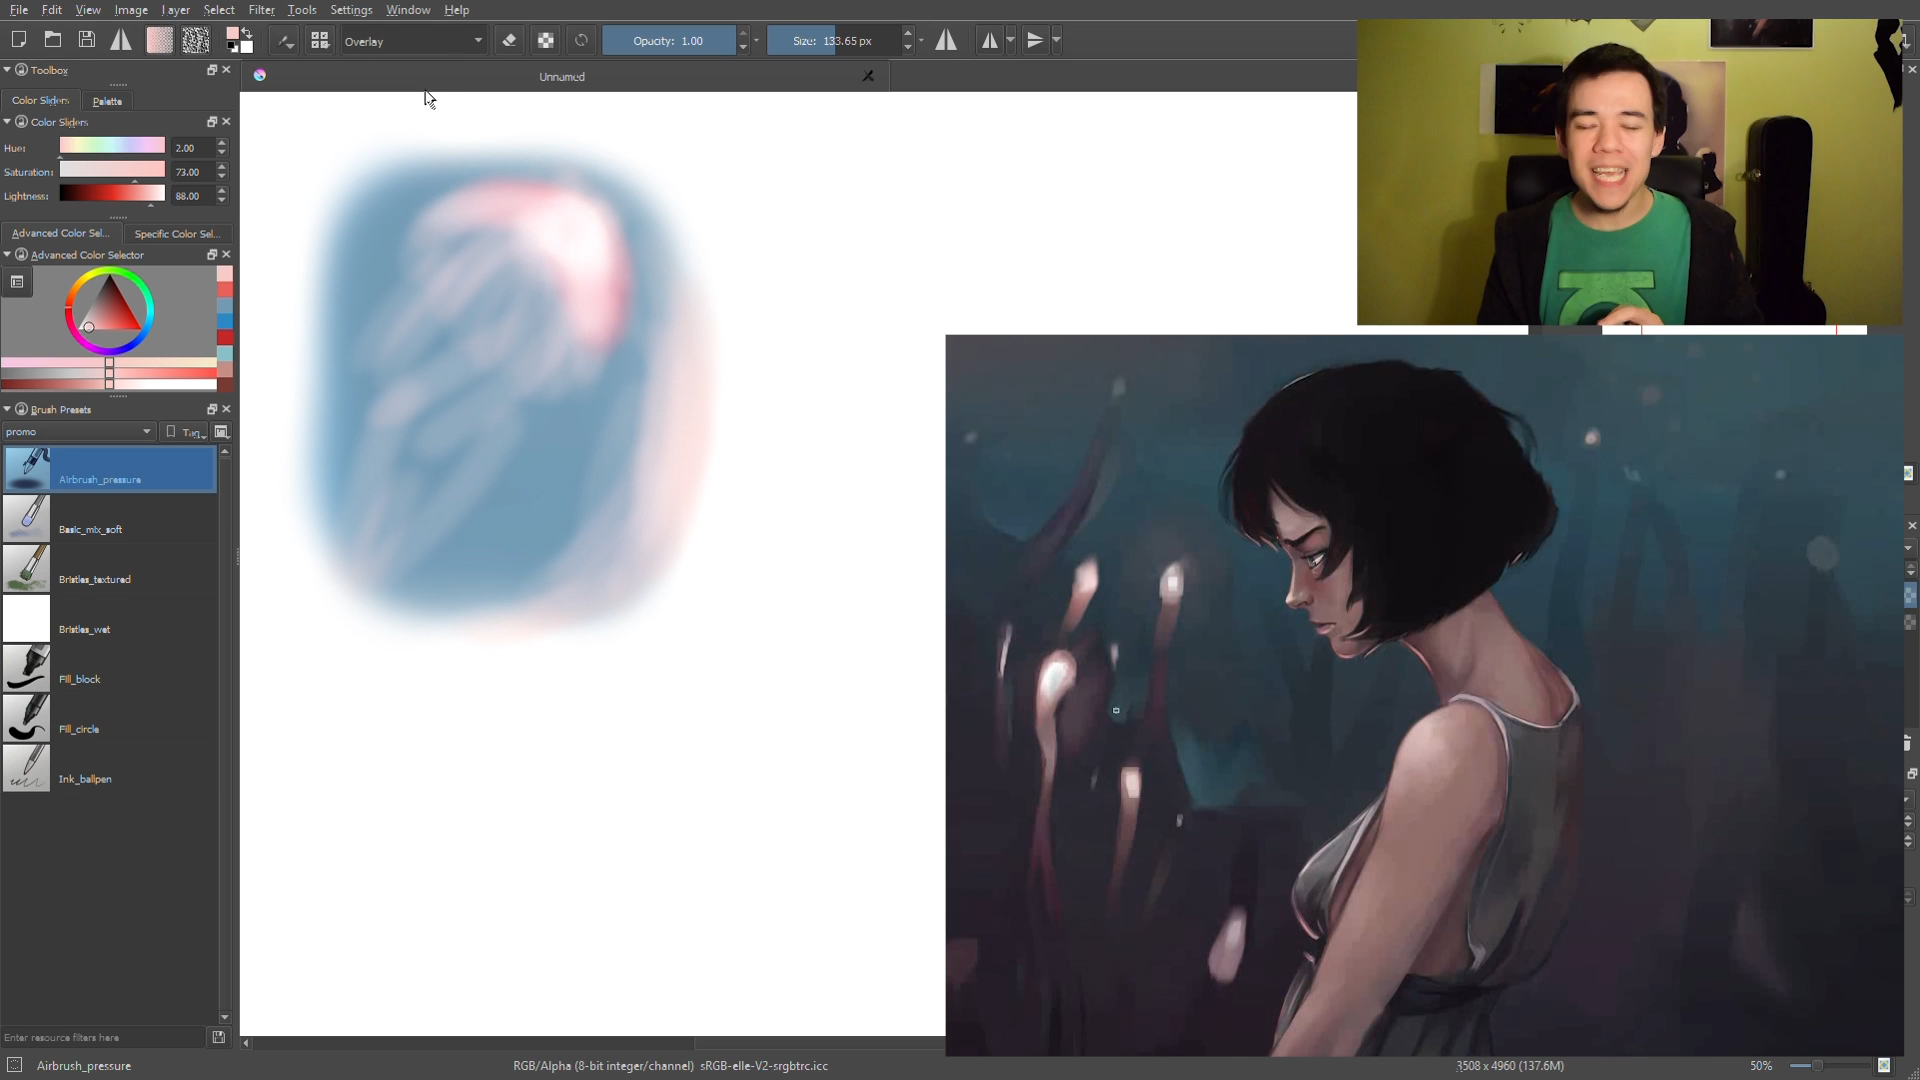 File Edit View Image Layer Select Filter Tools Settings Window Help
Overlay Opacity: 1.00 Size: 133.65 px
Toolbox
Unnamed
Color Sliders Palette
Color Sliders
Hue: 2.00
Saturation: 73.00
Lightness: 88.00
Advanced Color Sel... Specific Color Sel...
Advanced Color Selector
Brush Presets
promo Tag
Airbrush_pressure
Basic_mix_soft
Bristles_textured
Bristles_wet
Fill_block
Fill_circle
Ink_ballpen
Enter resource filters here
Airbrush_pressure RGB/Alpha (8-bit integer/channel) sRGB-elle-V2-srgbtrc.icc 3508 x 4960 (137.6M) 50%